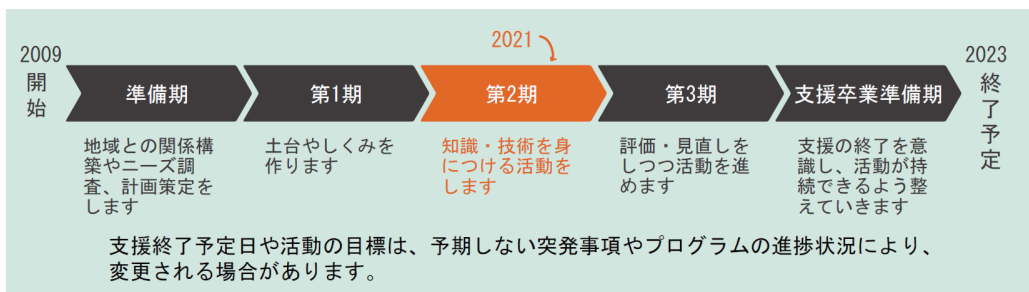 2021
2009
開
始
準備期
第1期
第2期
第3期
支援卒業準備期
2023
終
了
予
定
地域との関係構
築やニーズ調
査、計画策定を
します
土台やしくみを
作ります
知識・技術を身
につける活動を
します
評価・見直しを
しつつ活動を進
めます
支援の終了を意
識し、活動が持
続できるよう整
えていきます
支援終了予定日や活動の目標は、予期しない突発事項やプログラムの進捗状況により、
変更される場合があります。